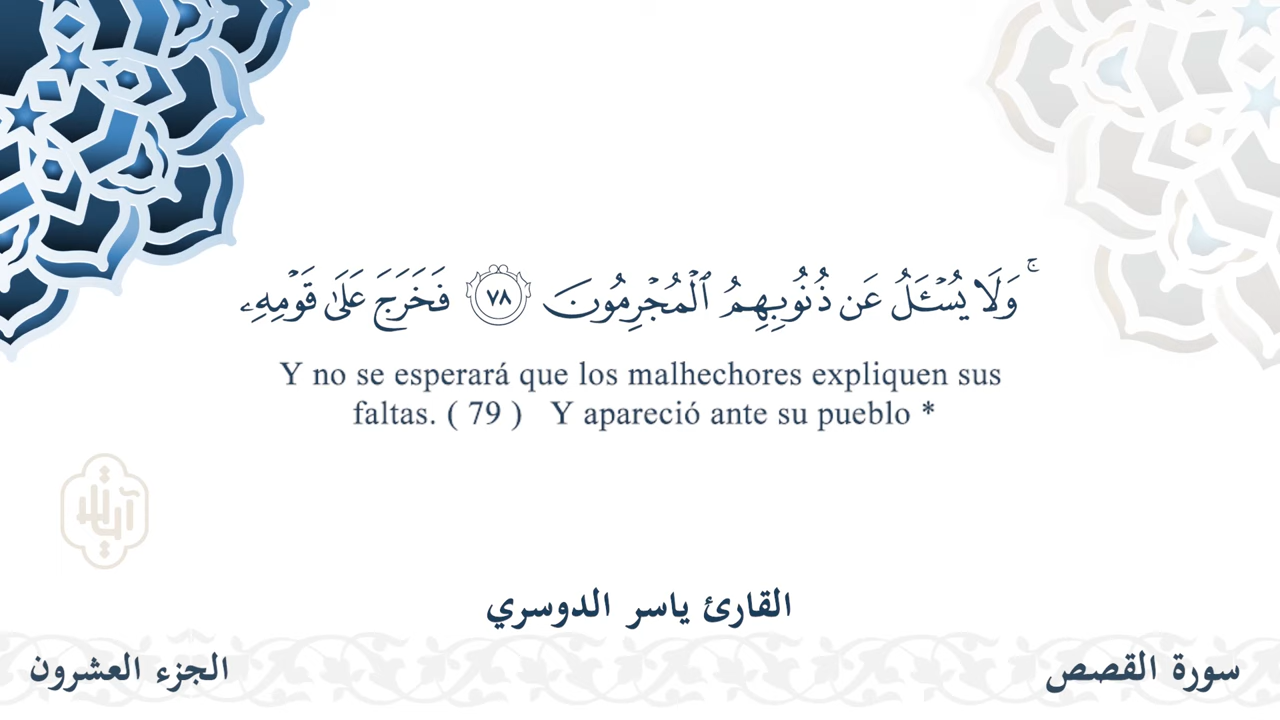 ۚ وَلَا يُسْـَٔلُ عَن ذُنُوبِهِمُ ٱلْمُجْرِمُونَ ٧٨ فَخَرَجَ عَلَىٰ قَوْمِهِۦ
Y no se esperará que los malhechores expliquen sus
faltas. ( 79 ) Y apareció ante su pueblo *
آيات
القارئ ياسر الدوسري
سورة القصص
الجزء العشرون